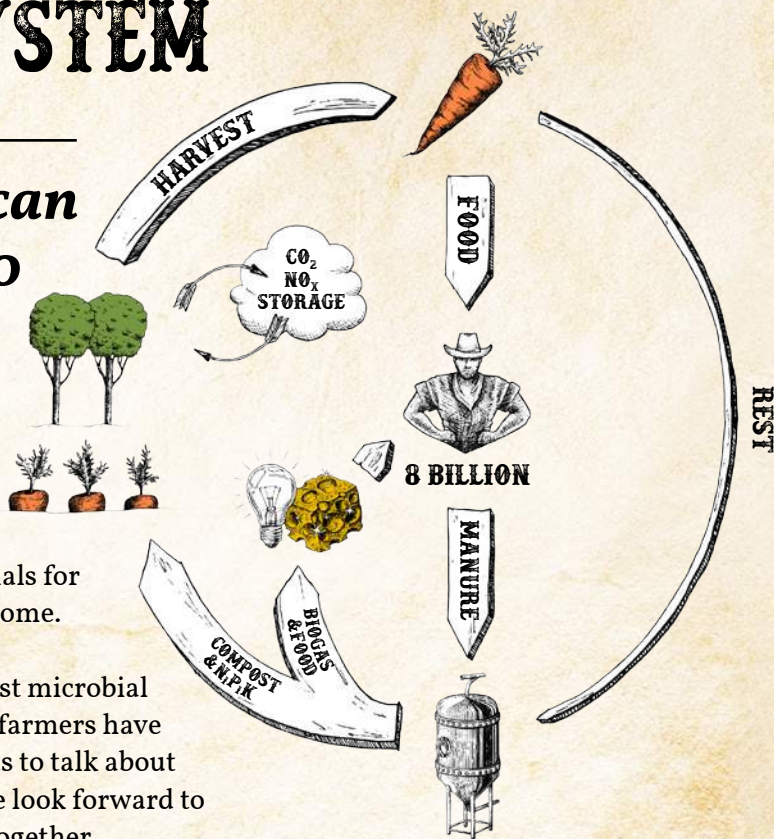 YSTEM
can
o
HARVEST
FOOD
CO₂
NOₓ
STORAGE
REST
8 BILLION
MANURE
BIOGAS
& FOOD
COMPOST
& N, P, K
als for
ome.
st microbial
farmers have
s to talk about
e look forward to
ogether